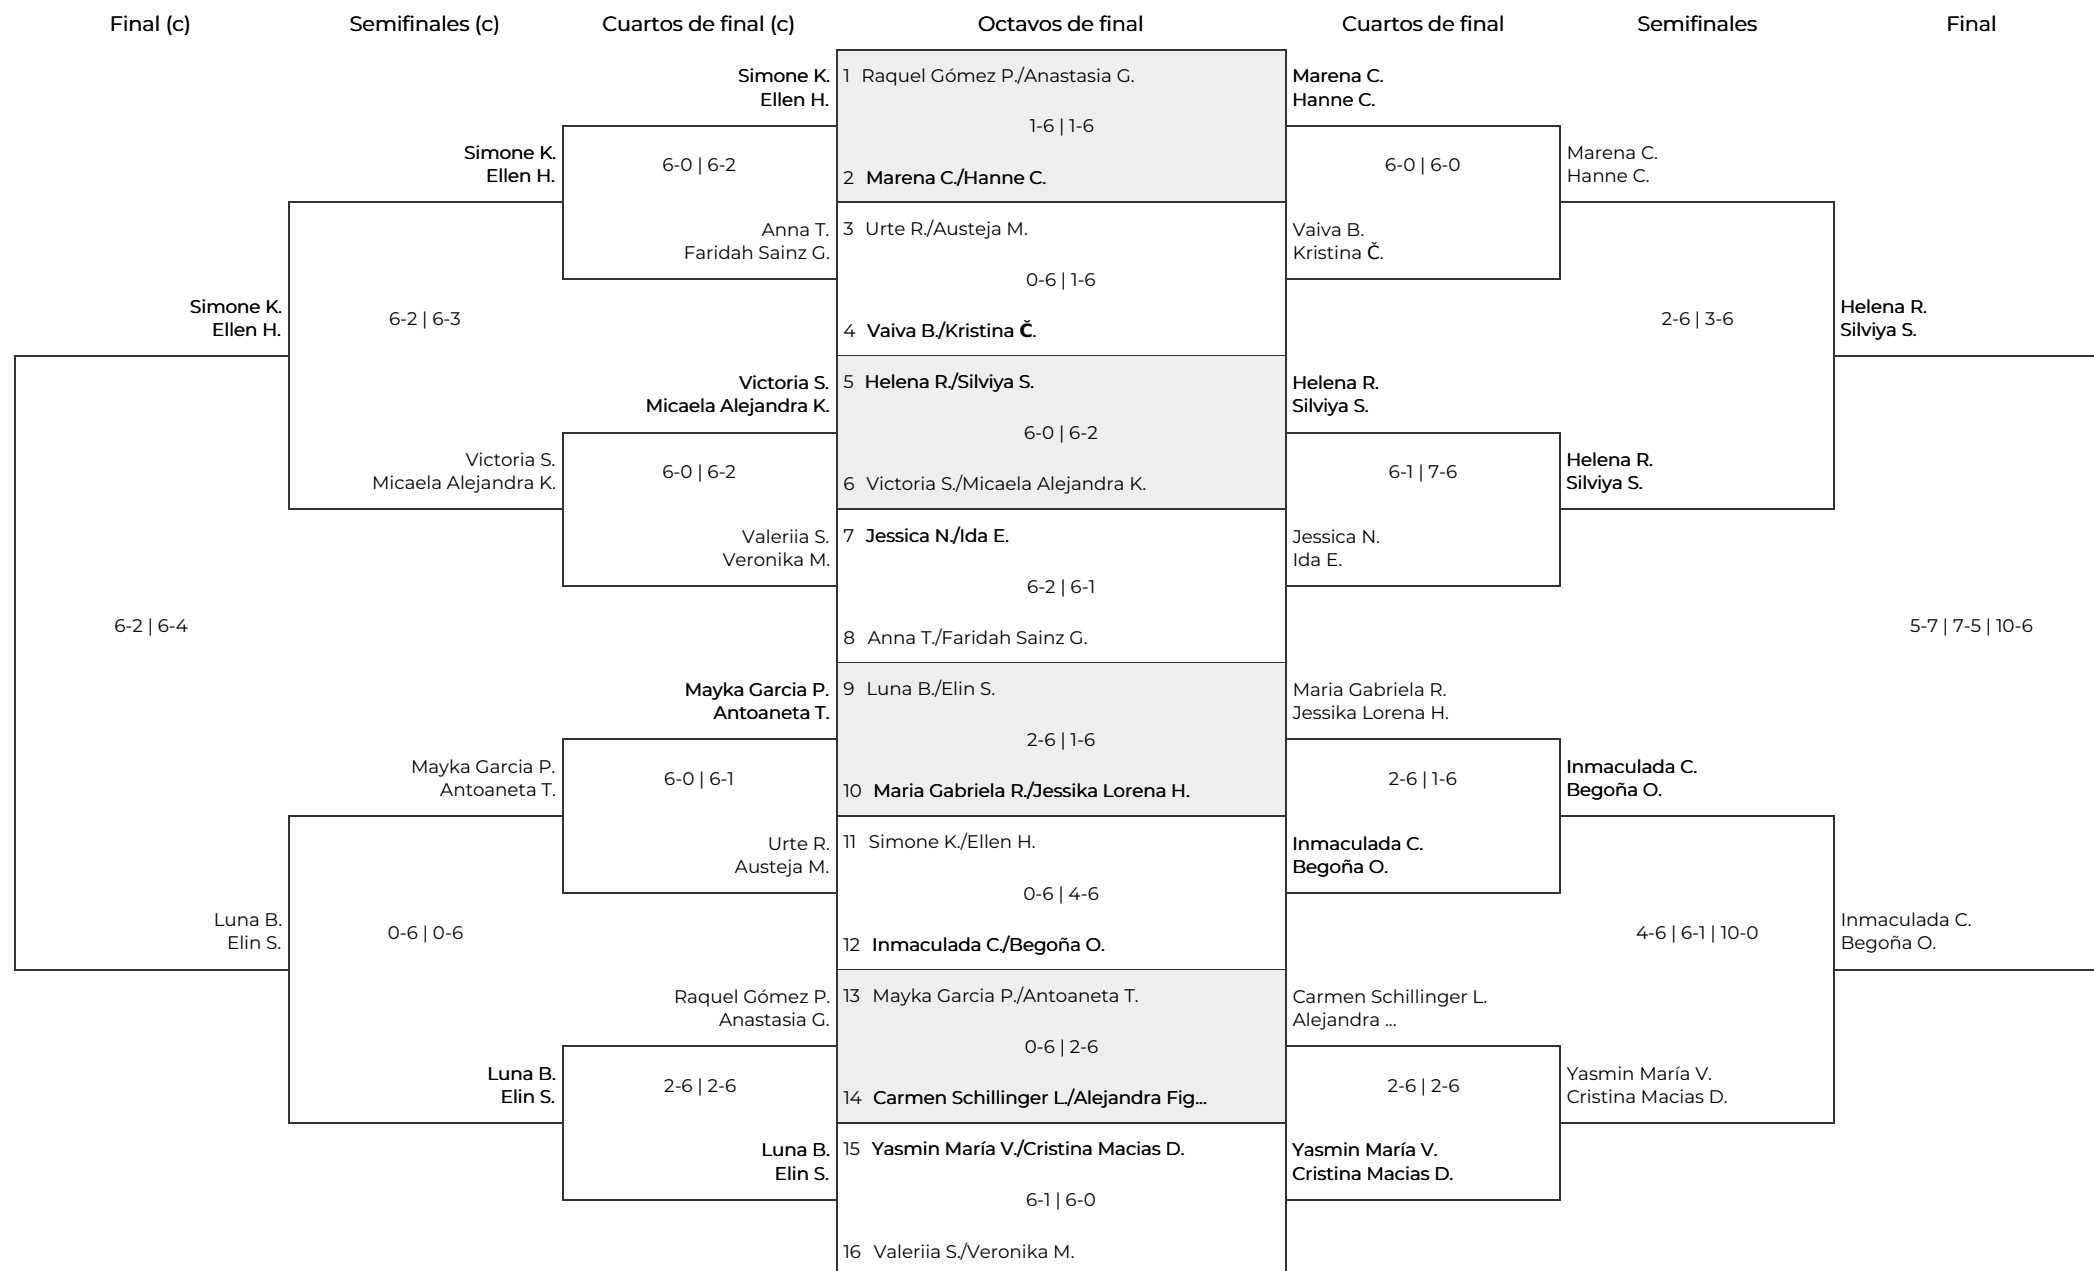 Final (c)
Semifinales (c)
Cuartos de final (c)
Octavos de final
Cuartos de final
Semifinales
Final
Simone K.
Ellen H.
6-2 | 6-4
Luna B.
Elin S.
Simone K.
Ellen H.
6-2 | 6-3
Victoria S.
Micaela Alejandra K.
Mayka Garcia P.
Antoaneta T.
0-6 | 0-6
Luna B.
Elin S.
Simone K.
Ellen H.
6-0 | 6-2
Anna T.
Faridah Sainz G.
Victoria S.
Micaela Alejandra K.
6-0 | 6-2
Valeriia S.
Veronika M.
Mayka Garcia P.
Antoaneta T.
6-0 | 6-1
Urte R.
Austeja M.
Raquel Gómez P.
Anastasia G.
2-6 | 2-6
Luna B.
Elin S.
1 Raquel Gómez P./Anastasia G.
1-6 | 1-6
2 Marena C./Hanne C.
3 Urte R./Austeja M.
0-6 | 1-6
4 Vaiva B./Kristina Č.
5 Helena R./Silviya S.
6-0 | 6-2
6 Victoria S./Micaela Alejandra K.
7 Jessica N./Ida E.
6-2 | 6-1
8 Anna T./Faridah Sainz G.
9 Luna B./Elin S.
2-6 | 1-6
10 Maria Gabriela R./Jessika Lorena H.
11 Simone K./Ellen H.
0-6 | 4-6
12 Inmaculada C./Begoña O.
13 Mayka Garcia P./Antoaneta T.
0-6 | 2-6
14 Carmen Schillinger L./Alejandra Fig...
15 Yasmin María V./Cristina Macias D.
6-1 | 6-0
16 Valeriia S./Veronika M.
Marena C.
Hanne C.
6-0 | 6-0
Vaiva B.
Kristina Č.
Helena R.
Silviya S.
6-1 | 7-6
Jessica N.
Ida E.
Maria Gabriela R.
Jessika Lorena H.
2-6 | 1-6
Inmaculada C.
Begoña O.
Carmen Schillinger L.
Alejandra ...
2-6 | 2-6
Yasmin María V.
Cristina Macias D.
Marena C.
Hanne C.
2-6 | 3-6
Helena R.
Silviya S.
Inmaculada C.
Begoña O.
4-6 | 6-1 | 10-0
Yasmin María V.
Cristina Macias D.
Helena R.
Silviya S.
5-7 | 7-5 | 10-6
Inmaculada C.
Begoña O.